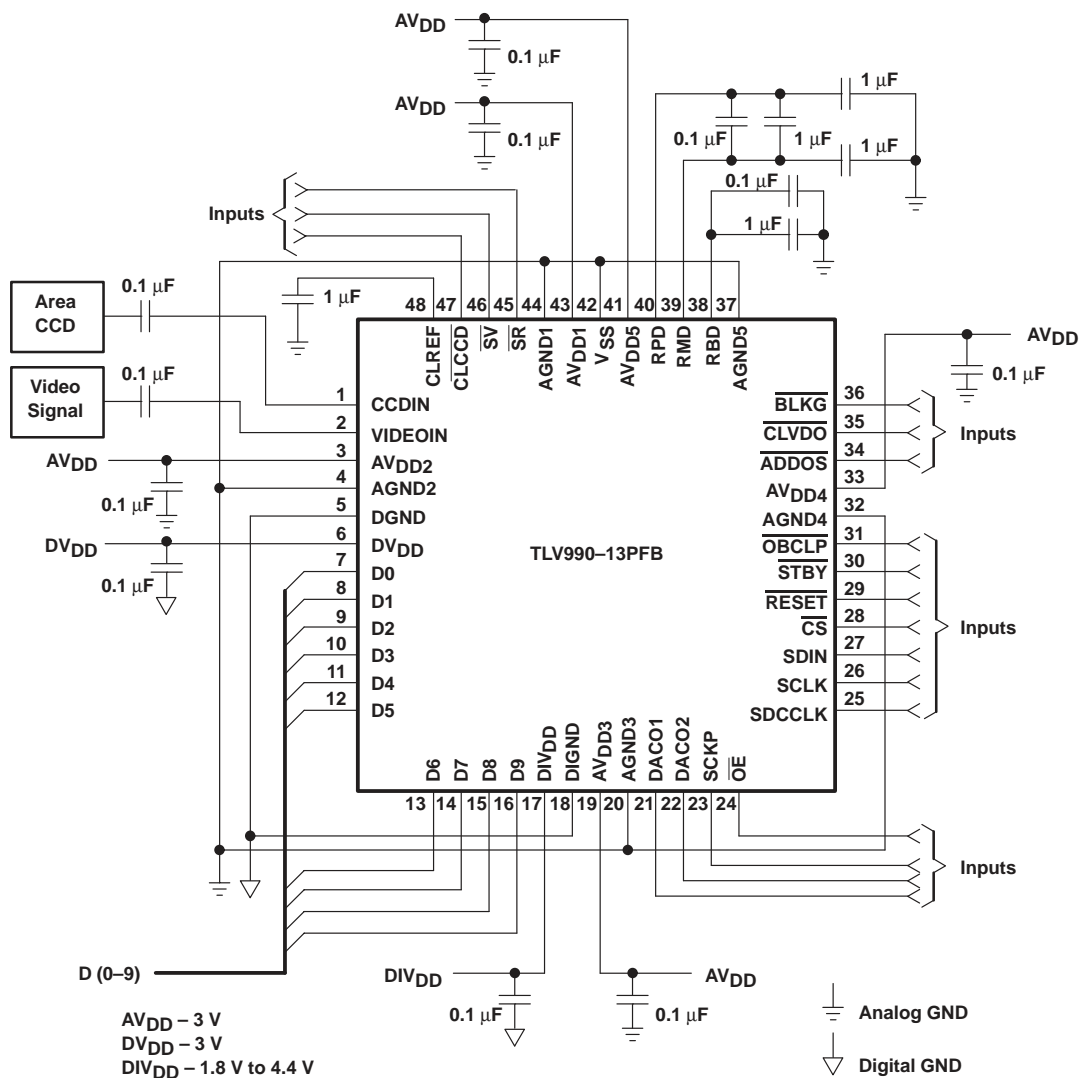 AVDD
0.1 μF
AVDD
0.1 μF
1 μF
0.1 μF
1 μF
1 μF
0.1 μF
1 μF
Inputs
1 μF
Area
CCD
0.1 μF
Video
Signal
0.1 μF
48 47 46 45 44 43 42 41 40 39 38 37
CLREF
CLCCD
SV
SR
AGND1
AVDD1
VSS
AVDD5
RPD
RMD
RBD
AGND5
AVDD
0.1 μF
1 CCDIN
2 VIDEOIN
3 AVDD2
4 AGND2
5 DGND
6 DVDD
7 D0
8 D1
9 D2
10 D3
11 D4
12 D5
AVDD
0.1 μF
DVDD
0.1 μF
TLV990–13PFB
BLKG 36
CLVDO 35
ADDOS 34
AVDD4 33
AGND4 32
OBCLP 31
STBY 30
RESET 29
CS 28
SDIN 27
SCLK 26
SDCCLK 25
Inputs
Inputs
D6
D7
D8
D9
DIVDD
DIGND
AVDD3
AGND3
DACO1
DACO2
SCKP
OE
13 14 15 16 17 18 19 20 21 22 23 24
Inputs
D (0–9)
DIVDD
0.1 μF
AVDD
0.1 μF
AVDD – 3 V
DVDD – 3 V
DIVDD – 1.8 V to 4.4 V
Analog GND
Digital GND